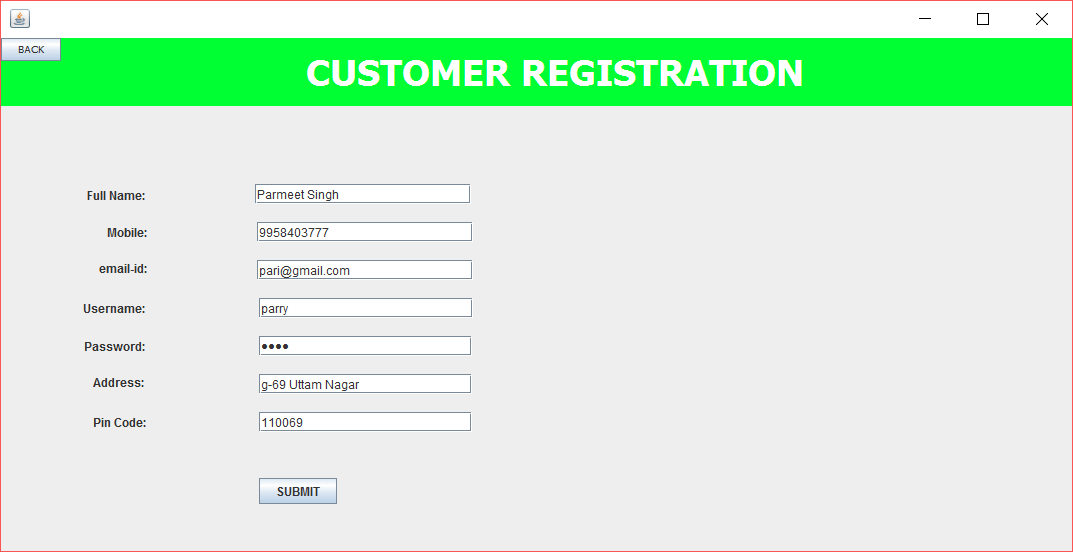 BACK
CUSTOMER REGISTRATION
Full Name: Parmeet Singh
Mobile: 9958403777
email-id: pari@gmail.com
Username: parry
Password: ●●●●
Address: g-69 Uttam Nagar
Pin Code: 110069
SUBMIT